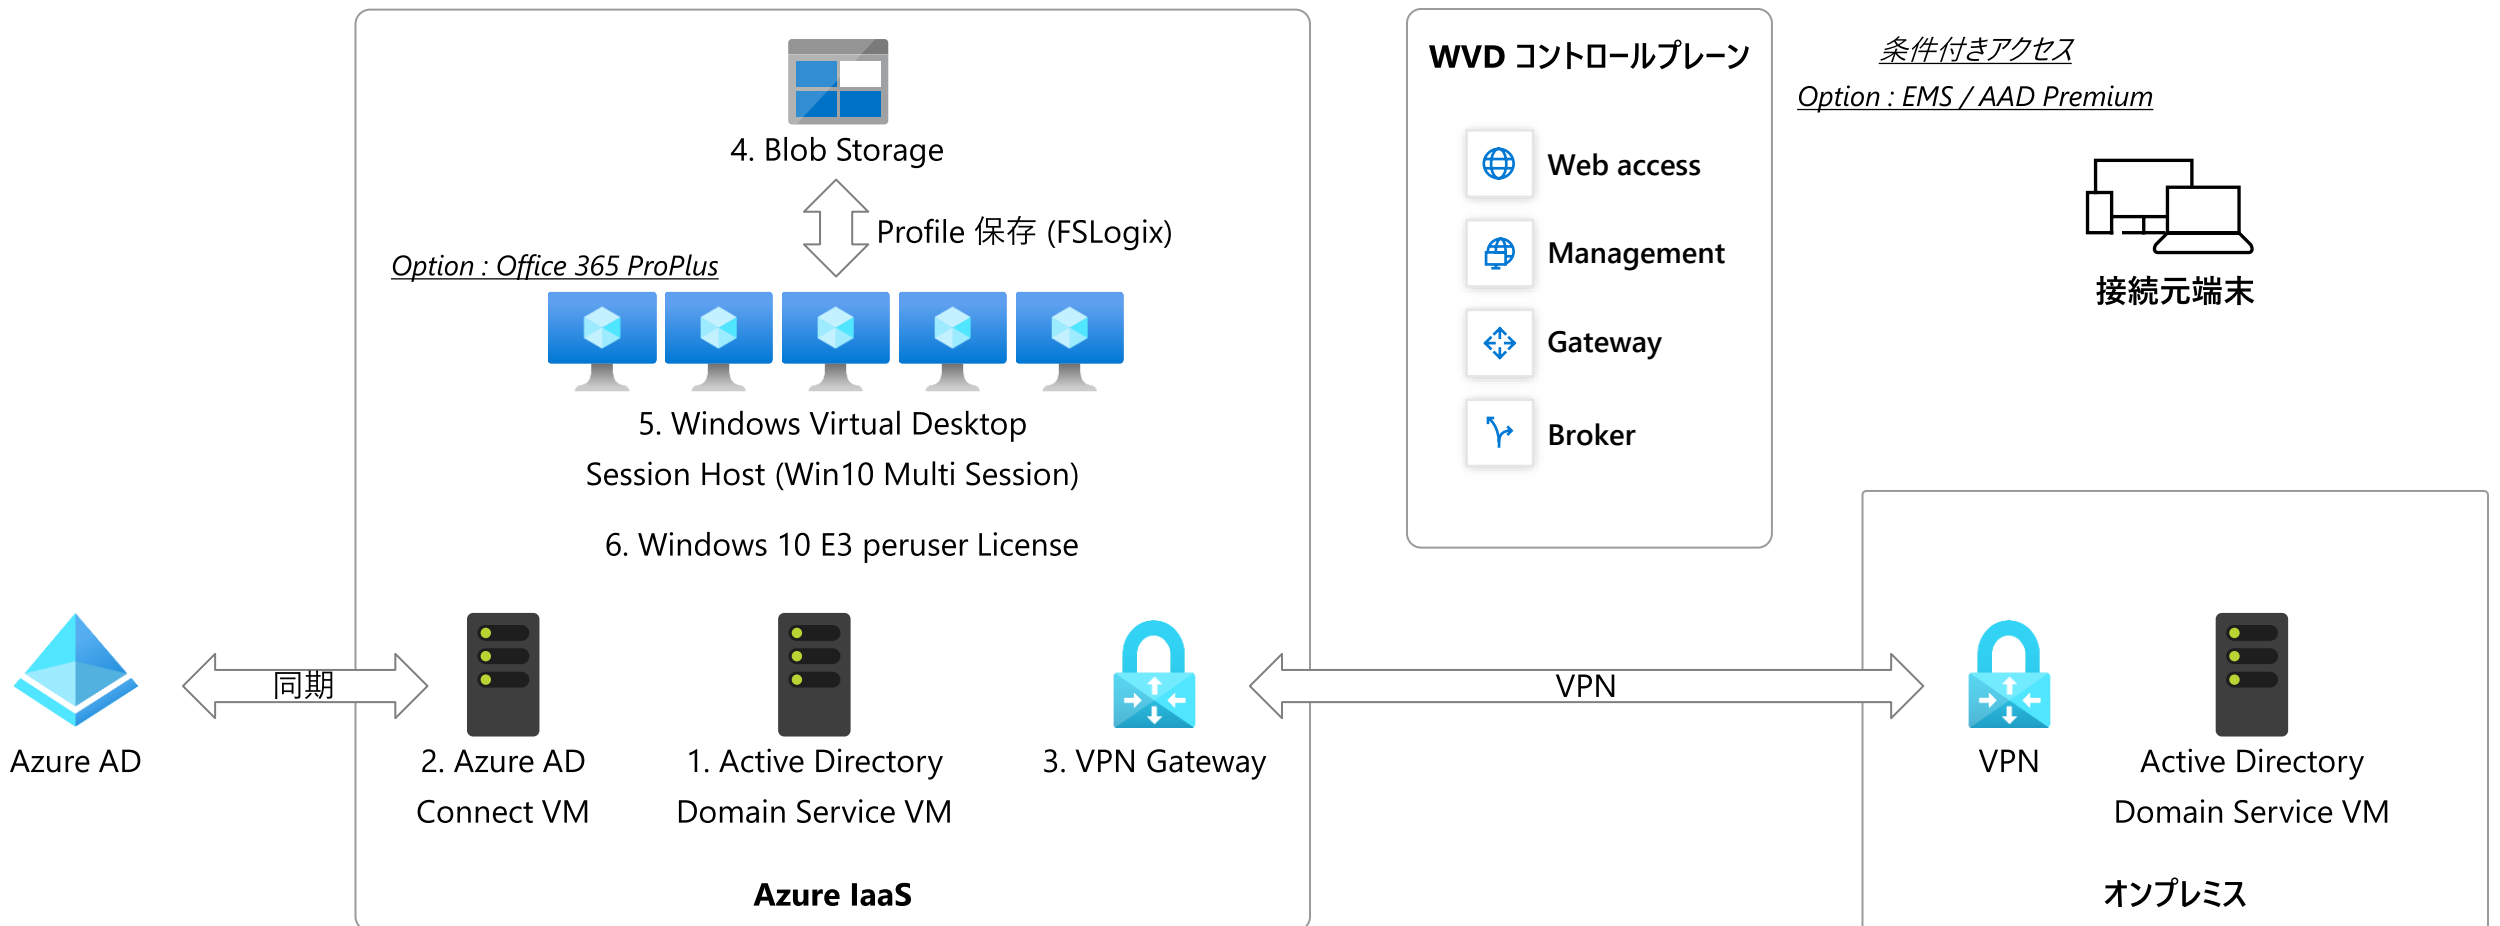 4. Blob Storage
Profile 保存 (FSLogix)
Option : Office 365 ProPlus
5. Windows Virtual Desktop
Session Host (Win10 Multi Session)
6. Windows 10 E3 peruser License
Azure AD
同期
2. Azure AD
Connect VM
1. Active Directory
Domain Service VM
3. VPN Gateway
Azure IaaS
WVD コントロールプレーン
Web access
Management
Gateway
Broker
条件付きアクセス
Option : EMS / AAD Premium
接続元端末
VPN
VPN
Active Directory
Domain Service VM
オンプレミス